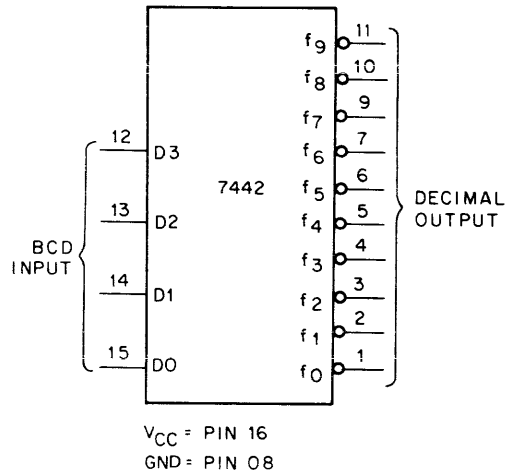 f9 11
f8 10
f7 9
12 D3 f6 7
7442 f5 6
DECIMAL
OUTPUT
13 D2 f4 5
BCD
INPUT
f3 4
14 D1 f2 3
f1 2
15 D0 f0 1
VCC = PIN 16
GND = PIN 08